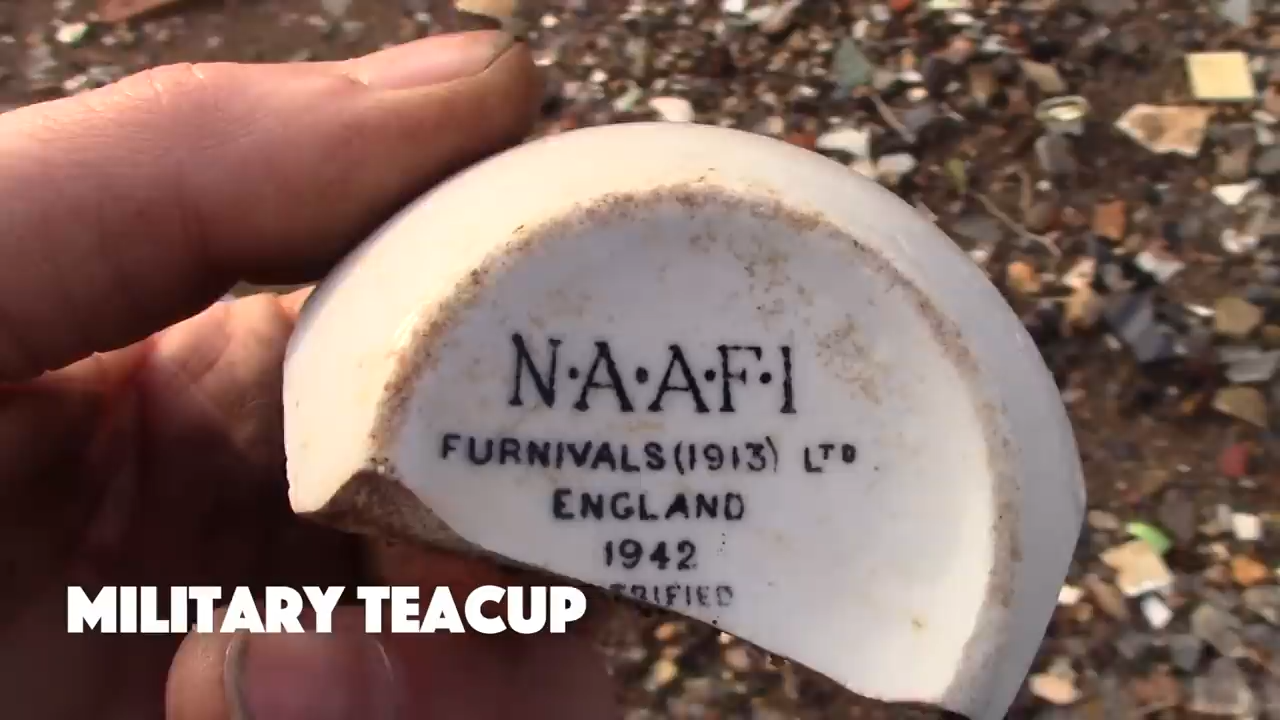 N·A·A·F·I
FURNIVALS (1913) LTD
ENGLAND
1942
MILITARY TEACUP